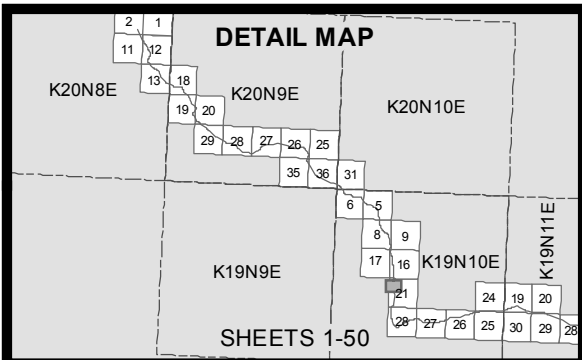 2 1
DETAIL MAP
11 12
13 18
K20N8E
K20N9E
K20N10E
19 20
29 28 27 26 25
35 36 31
6 5
8 9
K19N11E
17 16
K19N9E
K19N10E
21
24 19 20
28 27 26 25 30 29 28
SHEETS 1-50